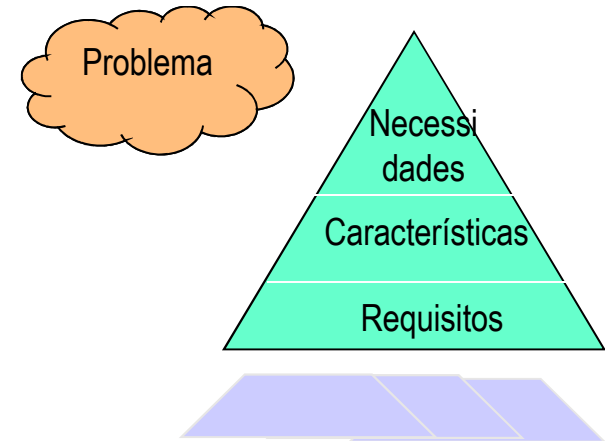 Problema
Necessi
dades
Características
Requisitos